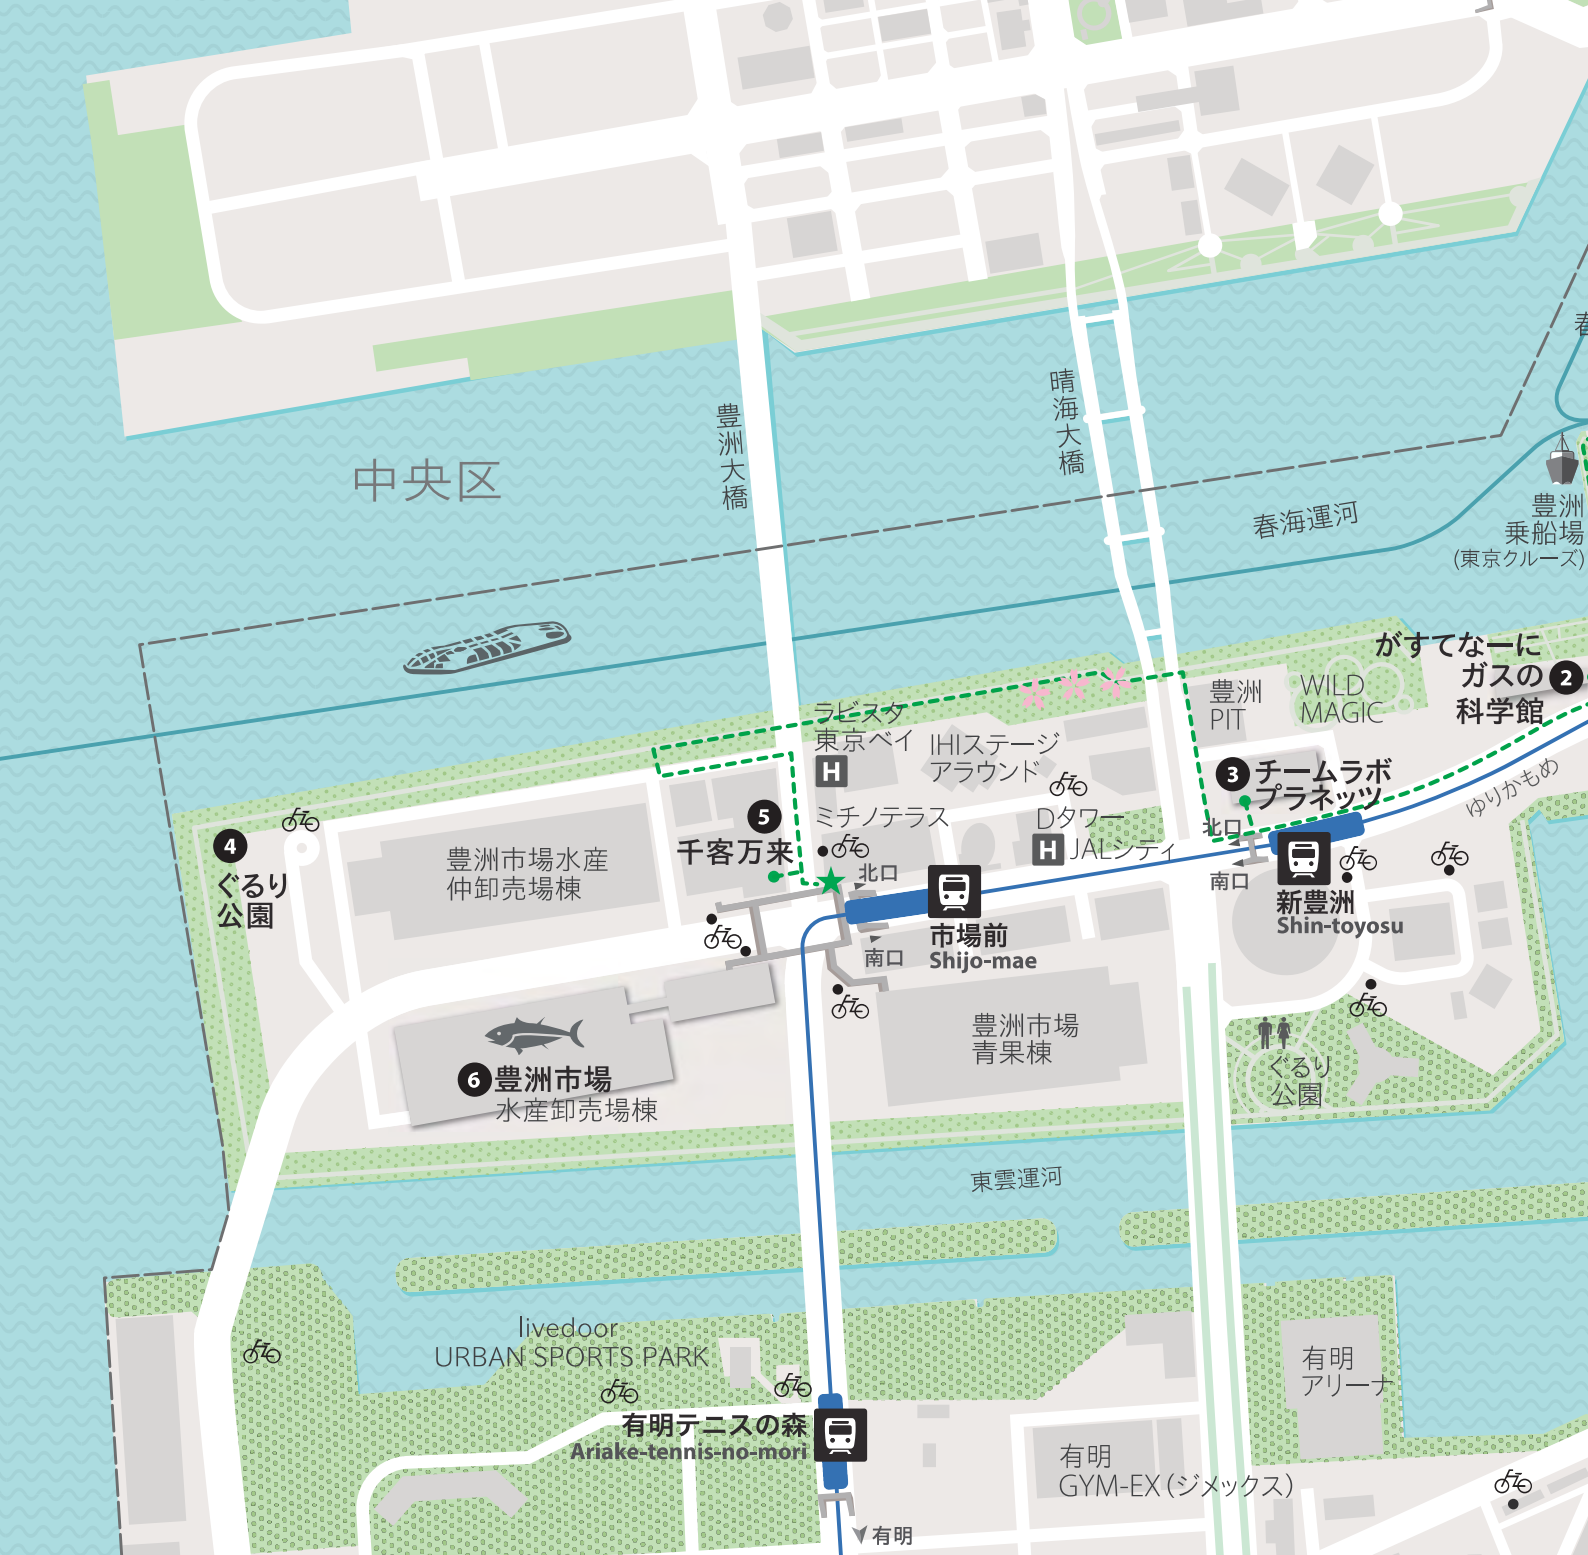 中央区
豊洲大橋
晴海大橋
春海運河
春
豊洲
乗船場
(東京クルーズ)
がすてなーに
ガスの
科学館
2
豊洲
PIT
WILD
MAGIC
ラビスタ
東京ベイ
H
IHIステージ
アラウンド
3
チームラボ
プラネッツ
ゆりかもめ
5
千客万来
ミチノテラス
Dタワー
H
JALシティ
北口
南口
4
ぐるり
公園
豊洲市場水産
仲卸売場棟
北口
南口
市場前
Shijo-mae
新豊洲
Shin-toyosu
豊洲市場
青果棟
ぐるり
公園
6
豊洲市場
水産卸売場棟
東雲運河
livedoor
URBAN SPORTS PARK
有明
アリーナ
有明テニスの森
Ariake-tennis-no-mori
有明
GYM-EX(ジメックス)
有明